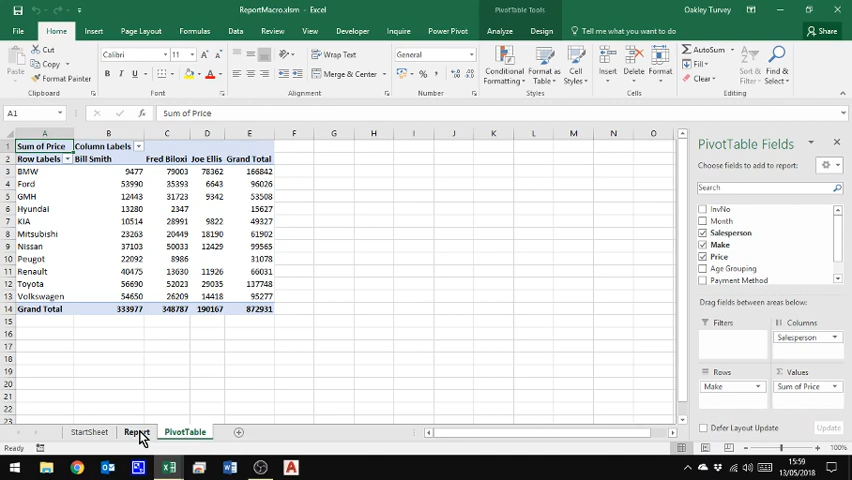 ReportMacro.xlsm - Excel
PivotTable Tools
Oakley Turvey
File Home Insert Page Layout Formulas Data Review View Developer Inquire Power Pivot Analyze Design Tell me what you want to do Share
Paste
Cut
Copy
Format Painter
Clipboard
Calibri 11
B I U
Font
Wrap Text
Merge & Center
Alignment
General
Number
Conditional Formatting
Format as Table
Cell Styles
Styles
Insert Delete Format
Cells
AutoSum
Fill
Clear
Sort & Filter
Find & Select
Editing
A1 fx Sum of Price
A B C D E F G H I J K L M N O
1 Sum of Price Column Labels
2 Row Labels Bill Smith Fred Biloxi Joe Ellis Grand Total
3 BMW 9477 79003 78362 166842
4 Ford 53990 35393 6643 96026
5 GMH 12443 31723 9342 53508
6 Hyundai 13280 2347 15627
7 KIA 10514 28991 9822 49327
8 Mitsubishi 23263 20449 18190 61902
9 Nissan 37103 50033 12429 99565
10 Peugot 22092 8986 31078
11 Renault 40475 13630 11926 66031
12 Toyota 56690 52023 29035 137748
13 Volkswagen 54650 26209 14418 95277
14 Grand Total 333977 348787 190167 872931
15
16
17
18
19
20
21
22
23
PivotTable Fields
Choose fields to add to report:
Search
InvNo
Month
Salesperson
Make
Price
Age Grouping
Payment Method
Drag fields between areas below:
Filters
Columns
Salesperson
Rows
Make
Values
Sum of Price
Defer Layout Update
Update
StartSheet Report PivotTable
Ready
100%
15:59
13/05/2018